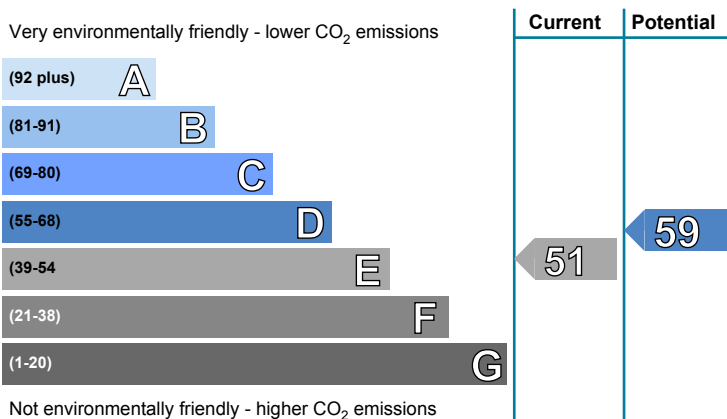 Very environmentally friendly - lower CO₂ emissions
Current
Potential
(92 plus) A
(81-91) B
(69-80) C
(55-68) D
59
(39-54 E
51
(21-38) F
(1-20) G
Not environmentally friendly - higher CO₂ emissions